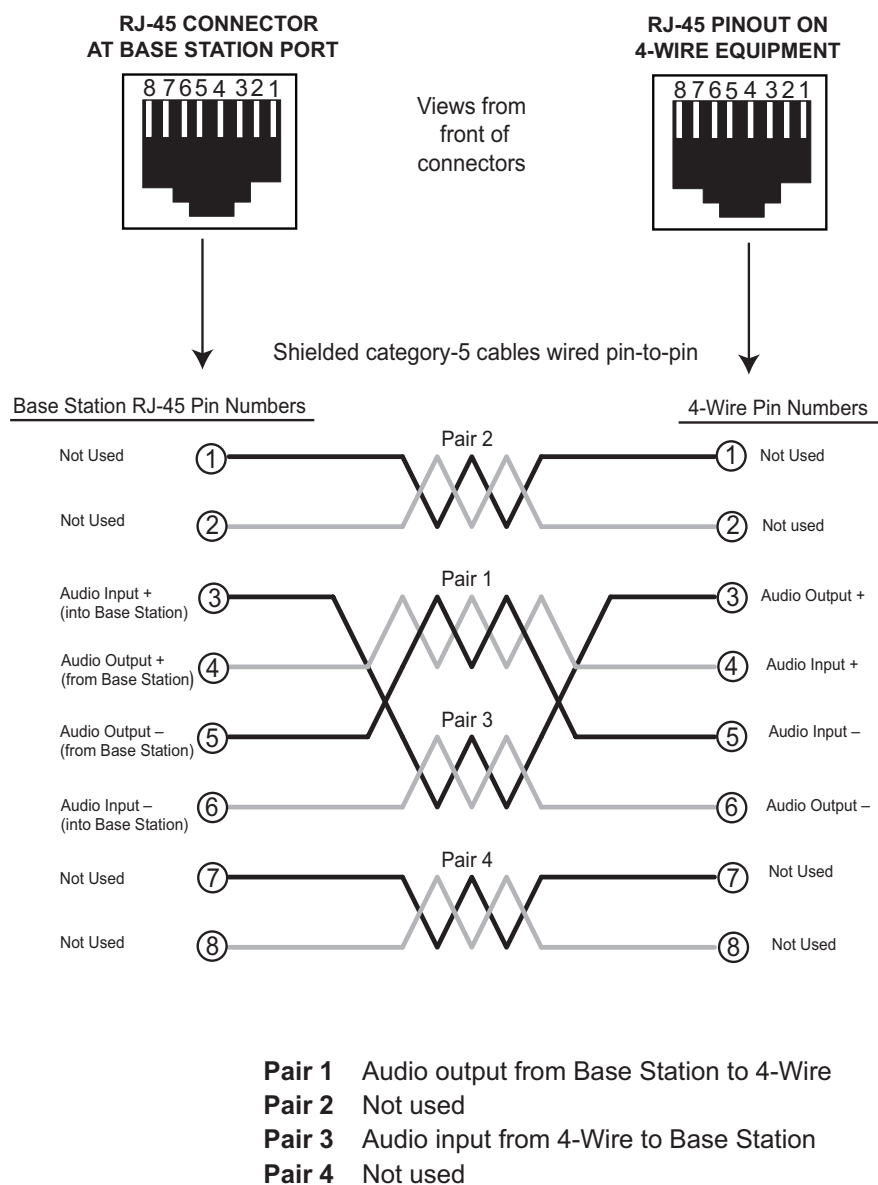 RJ-45 CONNECTOR
AT BASE STATION PORT
RJ-45 PINOUT ON
4-WIRE EQUIPMENT
8 7 6 5 4 3 2 1
8 7 6 5 4 3 2 1
Views from
front of
connectors
Shielded category-5 cables wired pin-to-pin
Base Station RJ-45 Pin Numbers
4-Wire Pin Numbers
Pair 2
Not Used 1
1 Not Used
Not Used 2
2 Not used
Pair 1
Audio Input +
(into Base Station)
3
3 Audio Output +
Audio Output +
(from Base Station)
4
4 Audio Input +
Pair 3
Audio Output –
(from Base Station)
5
5 Audio Input –
Audio Input –
(into Base Station)
6
6 Audio Output –
Pair 4
Not Used 7
7 Not Used
Not Used 8
8 Not Used
Pair 1 Audio output from Base Station to 4-Wire
Pair 2 Not used
Pair 3 Audio input from 4-Wire to Base Station
Pair 4 Not used